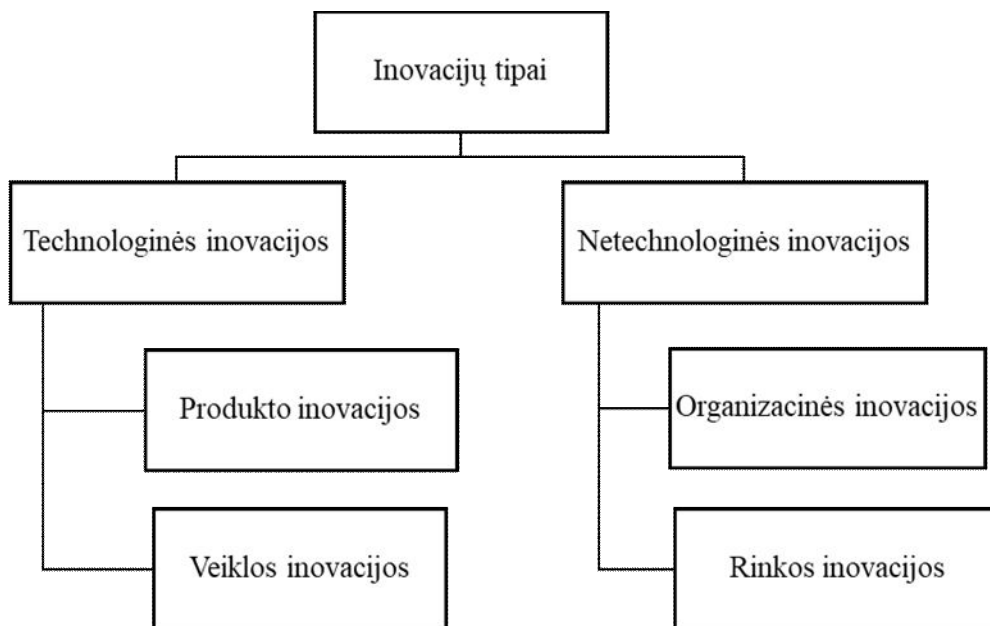 Inovacijų tipai
Technologinės inovacijos
Netechnologinės inovacijos
Produkto inovacijos
Organizacinės inovacijos
Veiklos inovacijos
Rinkos inovacijos